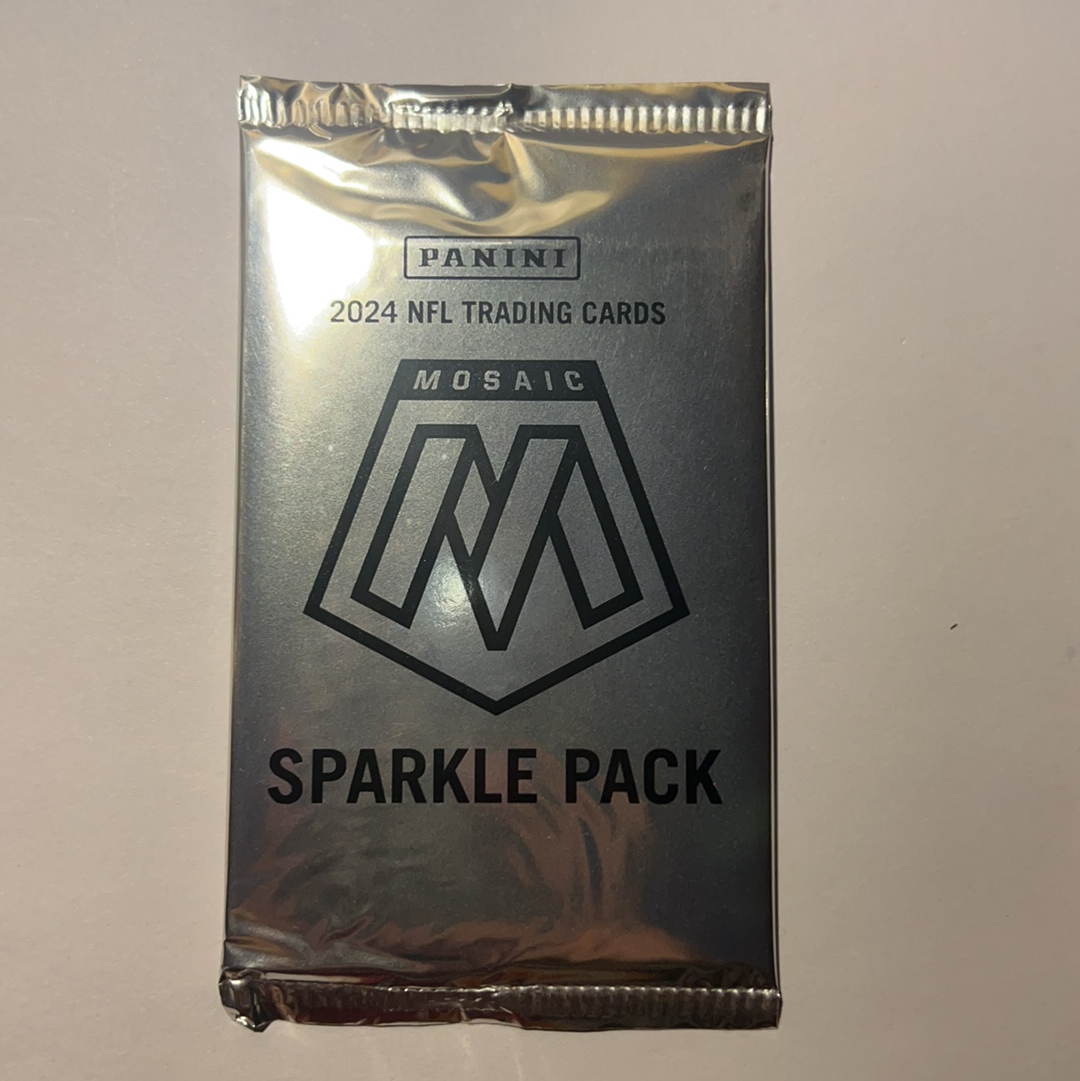 PANINI
2024 NFL TRADING CARDS
MOSAIC
M
SPARKLE PACK